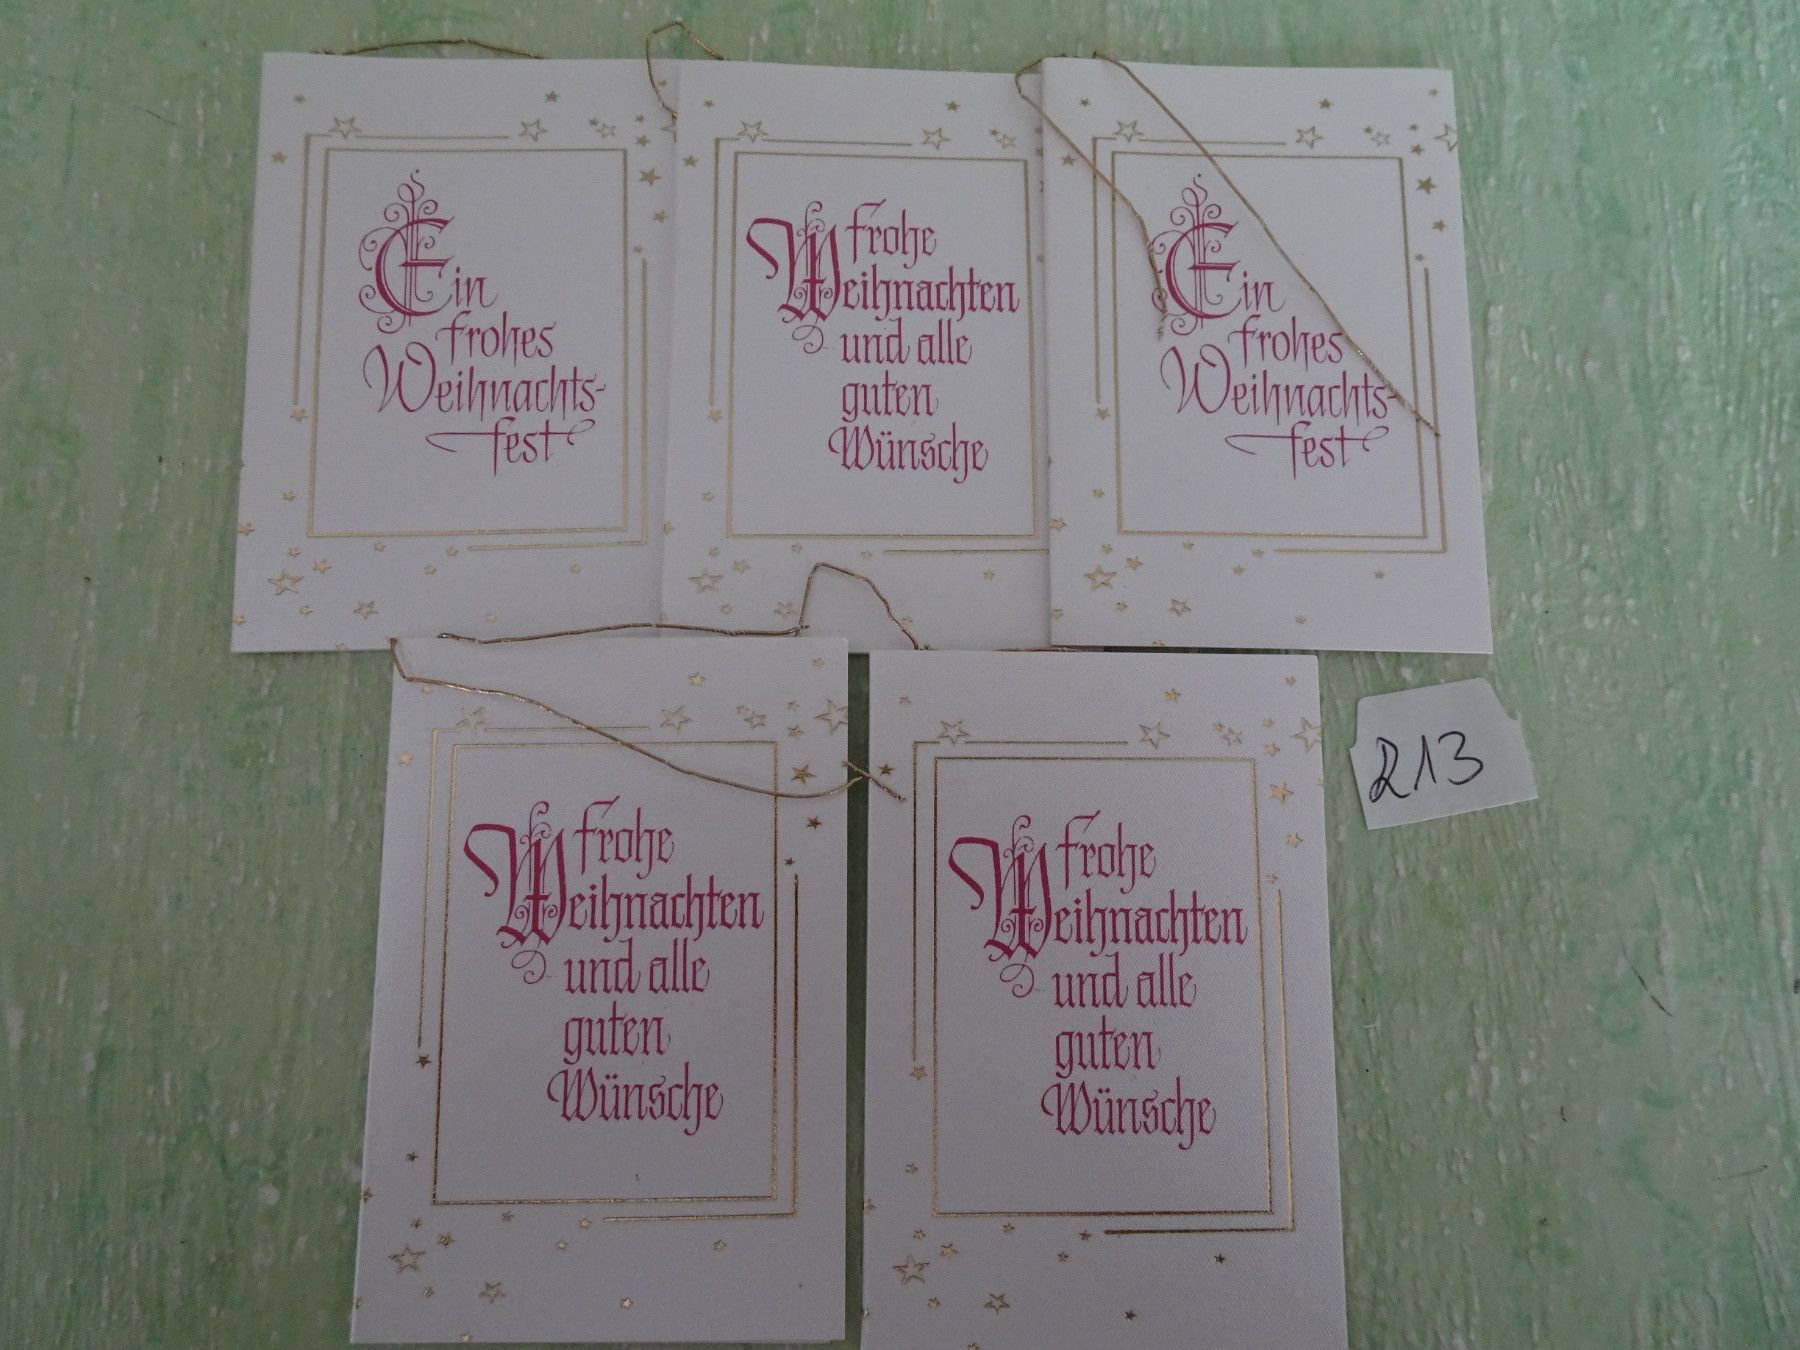 Ein
frohes
Weihnachts-
fest
Frohe
Weihnachten
und alle
guten
Wünsche
Ein
frohes
Weihnachts-
fest
Frohe
Weihnachten
und alle
guten
Wünsche
Frohe
Weihnachten
und alle
guten
Wünsche
213